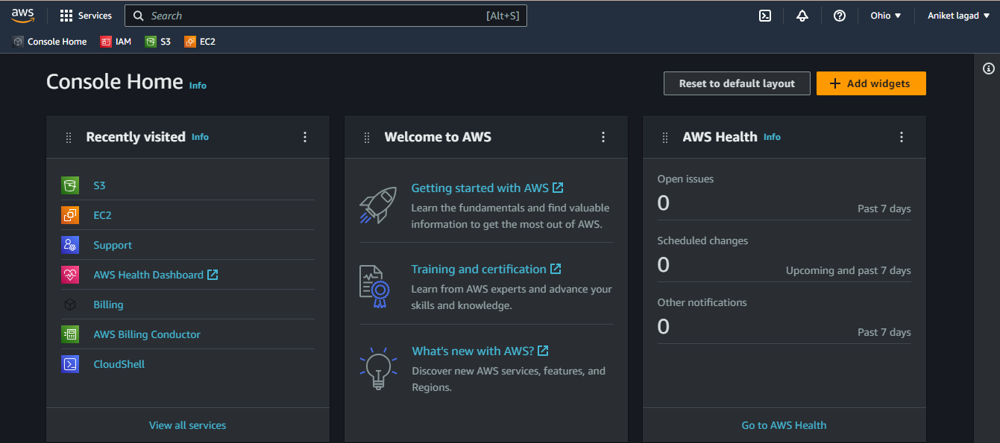 aws
Services
Search
[Alt+S]
Ohio
Aniket lagad
Console Home
IAM
S3
EC2
Console Home
Info
Reset to default layout
Add widgets
Recently visited
Info
S3
EC2
Support
AWS Health Dashboard
Billing
AWS Billing Conductor
CloudShell
View all services
Welcome to AWS
Getting started with AWS
Learn the fundamentals and find valuable
information to get the most out of AWS.
Training and certification
Learn from AWS experts and advance your
skills and knowledge.
What's new with AWS?
Discover new AWS services, features, and
Regions.
AWS Health
Info
Open issues
0
Past 7 days
Scheduled changes
0
Upcoming and past 7 days
Other notifications
0
Past 7 days
Go to AWS Health